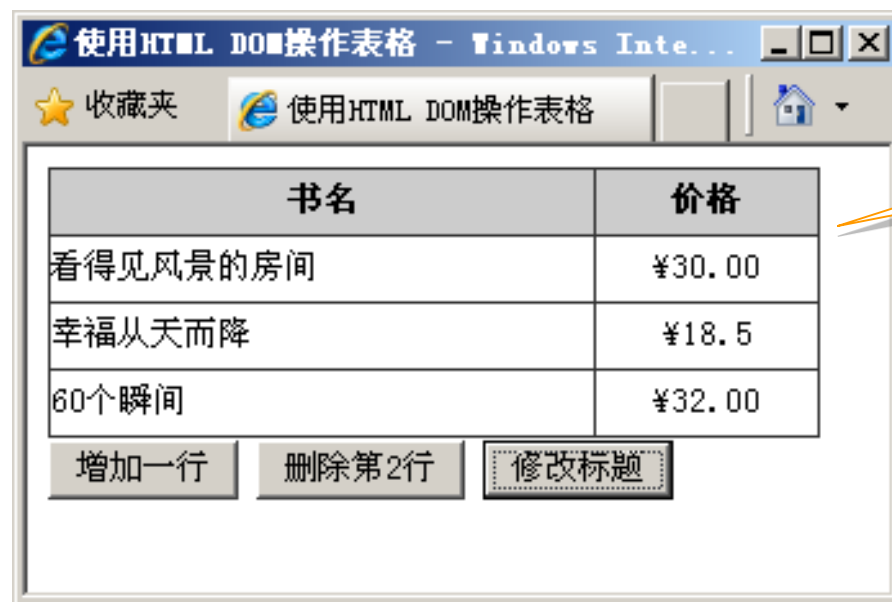 使用HTML DOM操作表格 - Windows Inte...
收藏夹 使用HTML DOM操作表格
书名 价格
看得见风景的房间 ¥30.00
幸福从天而降 ¥18.5
60个瞬间 ¥32.00
增加一行 删除第2行 修改标题